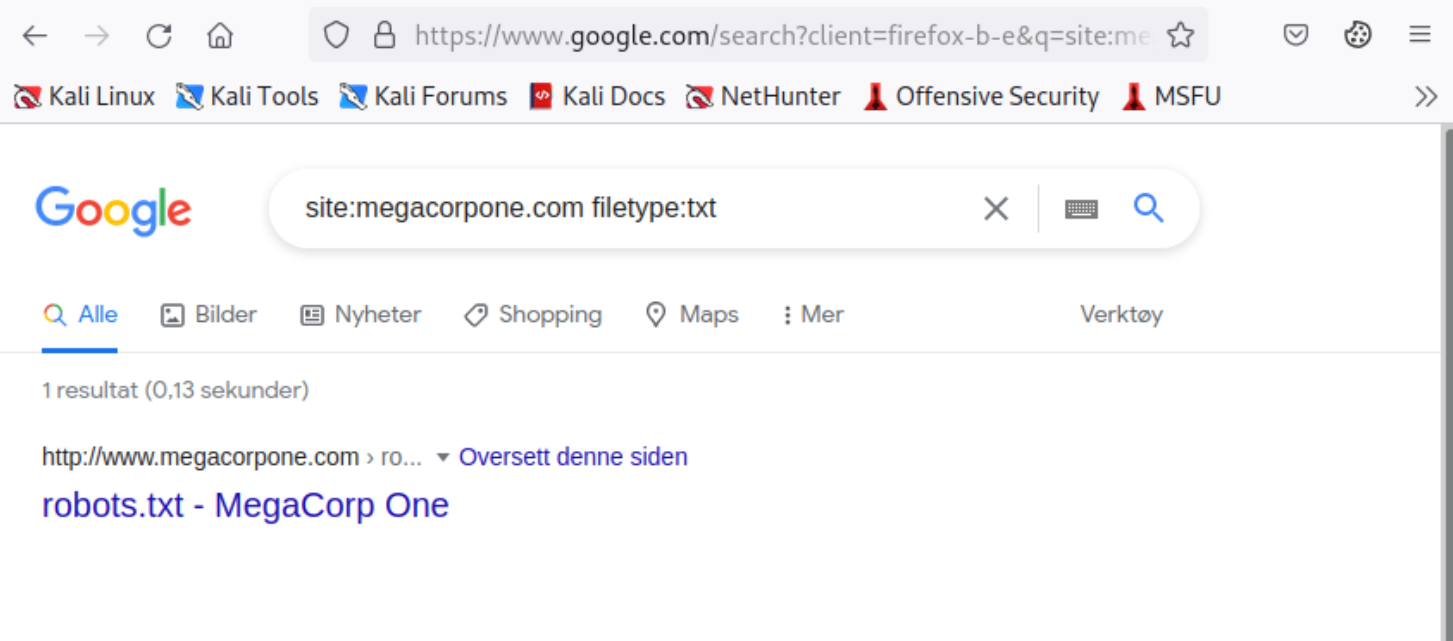 https://www.google.com/search?client=firefox-b-e&q=site:me
Kali Linux Kali Tools Kali Forums Kali Docs NetHunter Offensive Security MSFU
Google site:megacorpone.com filetype:txt
Alle Bilder Nyheter Shopping Maps Mer Verktøy
1 resultat (0,13 sekunder)
http://www.megacorpone.com › ro... Oversett denne siden
robots.txt - MegaCorp One